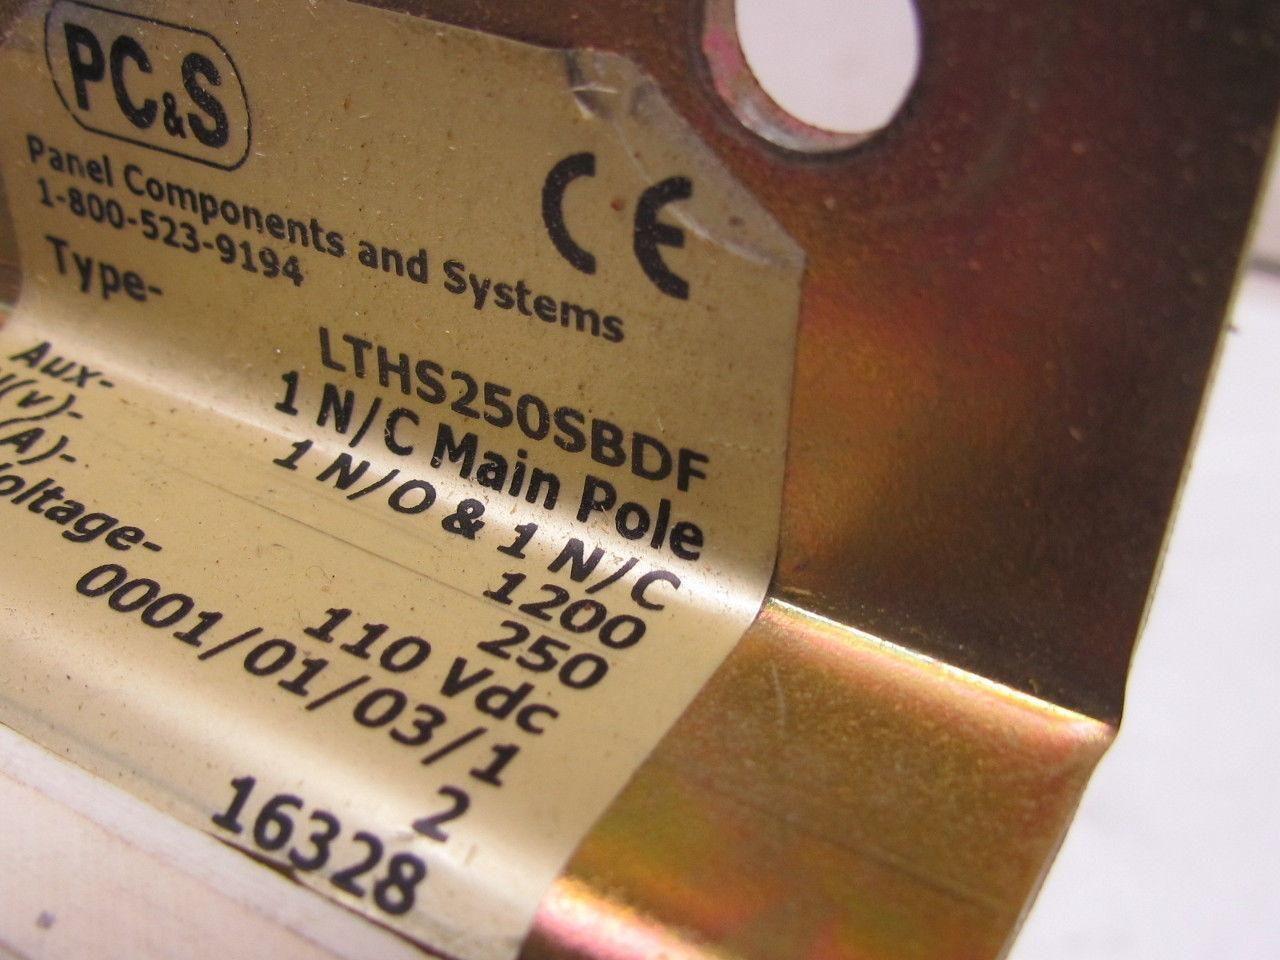 PC&S
CE
Panel Components and Systems
1-800-523-9194
Type- LTHS250SBDF
1 N/C Main Pole
Aux- 1 N/O & 1 N/C
(v)- 1200
(A)- 250
oltage- 110 Vdc
0001/01/03/1
2
16328